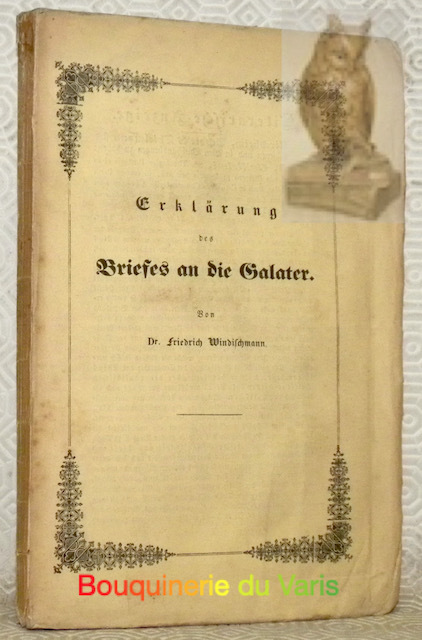 Erklärung
des
Briefes an die Galater.
Von
Dr. Friedrich Windischmann
Bouquinerie du Varis